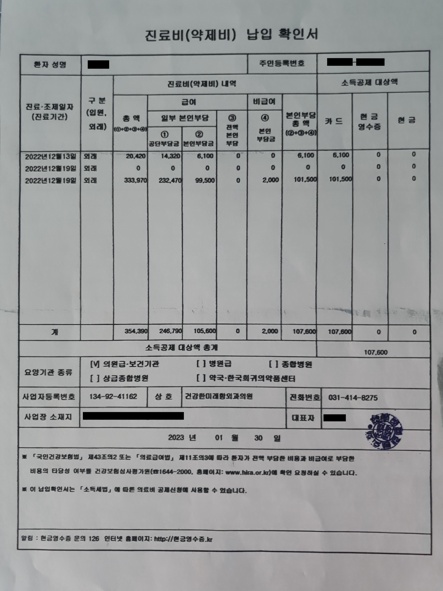 진료비(약제비) 납입 확인서
환자 성명 주민등록번호
진료·조제일자 (진료기간) 구 분 (입원, 외래) 진료비(약제비) 내역 소득공제 대상액
급여 비급여 본인부담 총 액 (②+③+④) 카 드 현 금 영수증 현 금
총 액 (①+②+③+④) 일부 본인부담 ③ 전액 본인 부담 ④ 본인 부담금
① 공단부담금 ② 본인부담금
2022년12월13일 외래 20,420 14,320 6,100 0 0 6,100 6,100 0 0
2022년12월19일 외래 0 0 0 0 0 0 0 0 0
2022년12월19일 외래 333,970 232,470 99,500 0 2,000 101,500 101,500 0 0
계 354,390 246,790 105,600 0 2,000 107,600 107,600 0 0
소득공제 대상액 총계 107,600
요양기관 종류 [√] 의원급·보건기관 [ ] 병원급 [ ] 종합병원
[ ] 상급종합병원 [ ] 약국·한국희귀의약품센터
사업자등록번호 134-92-41162 상 호 건강한미래항외과의원 전화번호 031-414-8275
사업장 소재지 대표자
2023 년 01 월 30 일
※ 「국민건강보험법」 제43조의2 또는 「의료급여법」 제11조의3에 따라 환자가 전액 부담한 비용과 비급여로 부담한
비용의 타당성 여부를 건강보험심사평가원(☎1644-2000, 홈페이지: www.hira.or.kr)에 확인 요청하실 수 있습니다.
※ 이 납입확인서는 「소득세법」에 따른 의료비 공제신청에 사용할 수 있습니다.
알림 : 현금영수증 문의 126 인터넷 홈페이지: http://현금영수증.kr